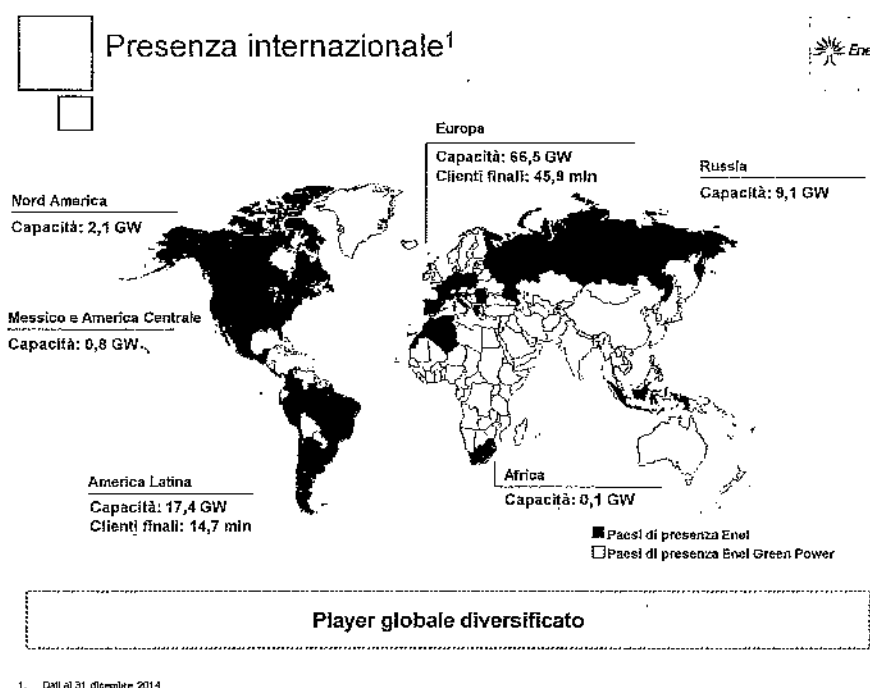 Presenza internazionale¹
Enel
Europa
Capacità: 66,5 GW
Clienti finali: 45,9 mln
Russia
Capacità: 9,1 GW
Nord America
Capacità: 2,1 GW
Messico e America Centrale
Capacità: 0,8 GW
America Latina
Capacità: 17,4 GW
Clienti finali: 14,7 mln
Africa
Capacità: 0,1 GW
Paesi di presenza Enel
Paesi di presenza Enel Green Power
Player globale diversificato
1. Dati al 31 dicembre 2014